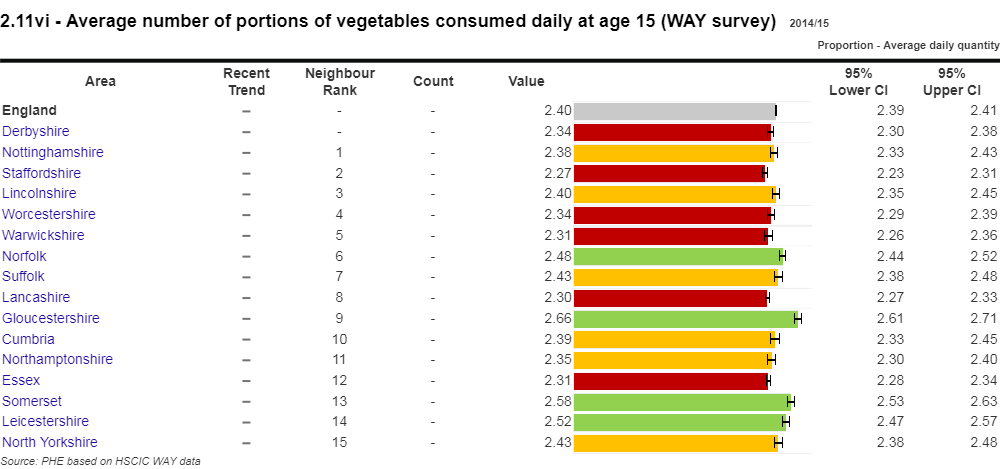 2.11vi - Average number of portions of vegetables consumed daily at age 15 (WAY survey) 2014/15
Proportion - Average daily quantity
Area Recent Trend Neighbour Rank Count Value 95% Lower CI 95% Upper CI
England – - - 2.40 2.39 2.41
Derbyshire – - - 2.34 2.30 2.38
Nottinghamshire – 1 - 2.38 2.33 2.43
Staffordshire – 2 - 2.27 2.23 2.31
Lincolnshire – 3 - 2.40 2.35 2.45
Worcestershire – 4 - 2.34 2.29 2.39
Warwickshire – 5 - 2.31 2.26 2.36
Norfolk – 6 - 2.48 2.44 2.52
Suffolk – 7 - 2.43 2.38 2.48
Lancashire – 8 - 2.30 2.27 2.33
Gloucestershire – 9 - 2.66 2.61 2.71
Cumbria – 10 - 2.39 2.33 2.45
Northamptonshire – 11 - 2.35 2.30 2.40
Essex – 12 - 2.31 2.28 2.34
Somerset – 13 - 2.58 2.53 2.63
Leicestershire – 14 - 2.52 2.47 2.57
North Yorkshire – 15 - 2.43 2.38 2.48
Source: PHE based on HSCIC WAY data